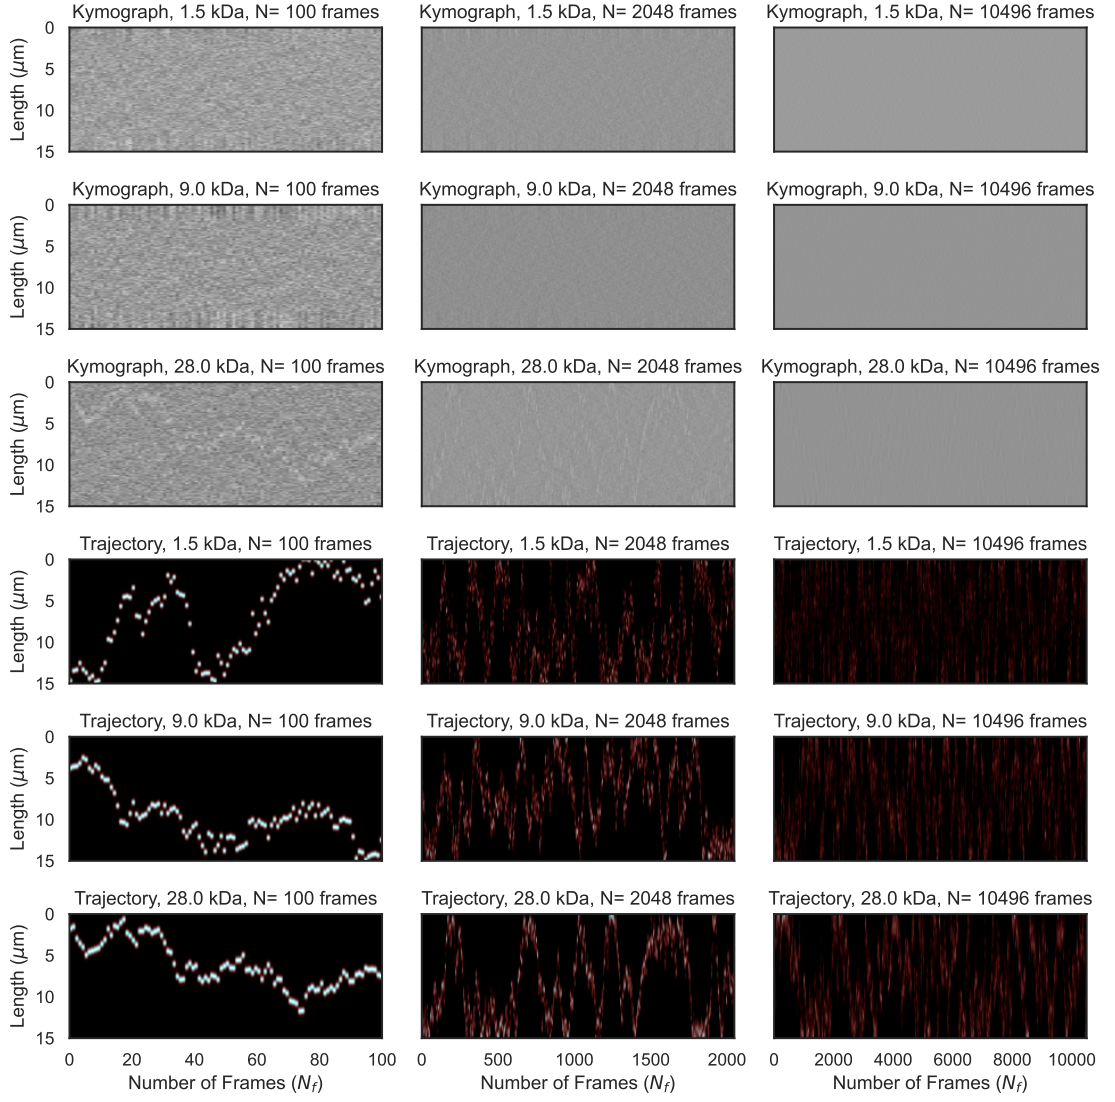 Kymograph, 1.5 kDa, N= 100 frames
Kymograph, 1.5 kDa, N= 2048 frames
Kymograph, 1.5 kDa, N= 10496 frames
Length (μm)
0
5
10
15
Kymograph, 9.0 kDa, N= 100 frames
Kymograph, 9.0 kDa, N= 2048 frames
Kymograph, 9.0 kDa, N= 10496 frames
Length (μm)
0
5
10
15
Kymograph, 28.0 kDa, N= 100 frames
Kymograph, 28.0 kDa, N= 2048 frames
Kymograph, 28.0 kDa, N= 10496 frames
Length (μm)
0
5
10
15
Trajectory, 1.5 kDa, N= 100 frames
Trajectory, 1.5 kDa, N= 2048 frames
Trajectory, 1.5 kDa, N= 10496 frames
Length (μm)
0
5
10
15
Trajectory, 9.0 kDa, N= 100 frames
Trajectory, 9.0 kDa, N= 2048 frames
Trajectory, 9.0 kDa, N= 10496 frames
Length (μm)
0
5
10
15
Trajectory, 28.0 kDa, N= 100 frames
Trajectory, 28.0 kDa, N= 2048 frames
Trajectory, 28.0 kDa, N= 10496 frames
Length (μm)
0
5
10
15
0 20 40 60 80 100
0 500 1000 1500 2000
0 2000 4000 6000 8000 10000
Number of Frames (N_f)
Number of Frames (N_f)
Number of Frames (N_f)